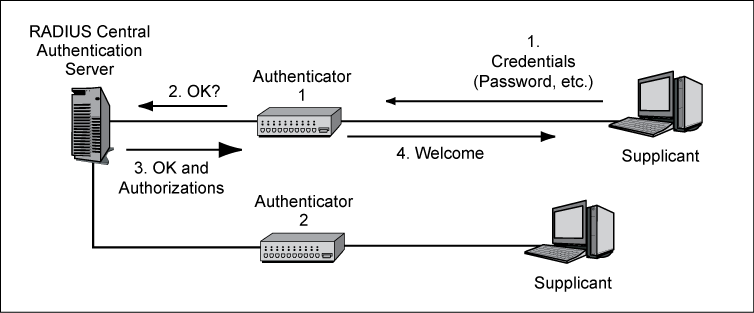 RADIUS Central
Authentication
Server
1.
Credentials
(Password, etc.)
Authenticator
1
2. OK?
3. OK and
Authorizations
4. Welcome
Supplicant
Authenticator
2
Supplicant